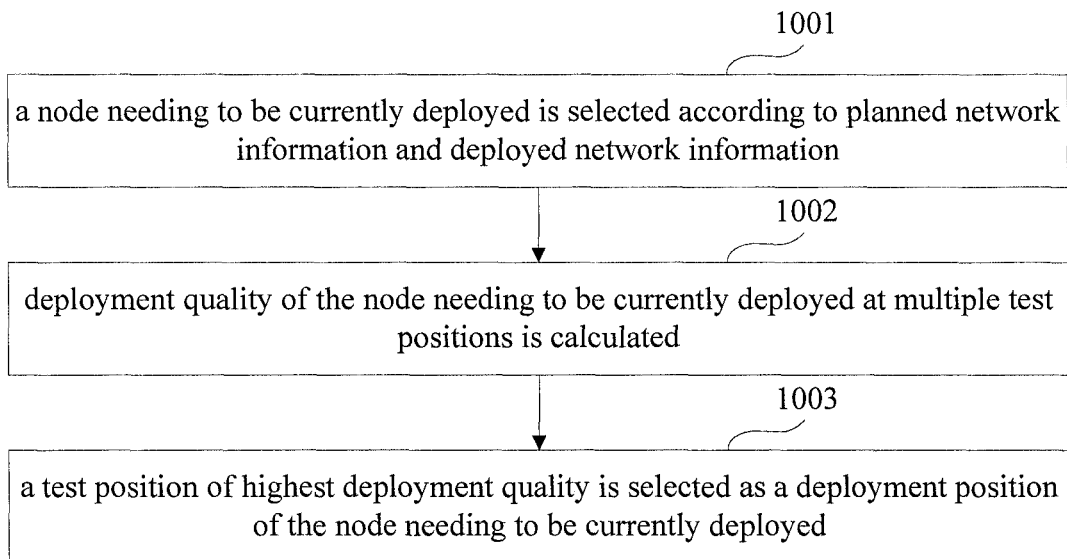 1001
a node needing to be currently deployed is selected according to planned network
information and deployed network information
1002
deployment quality of the node needing to be currently deployed at multiple test
positions is calculated
1003
a test position of highest deployment quality is selected as a deployment position
of the node needing to be currently deployed